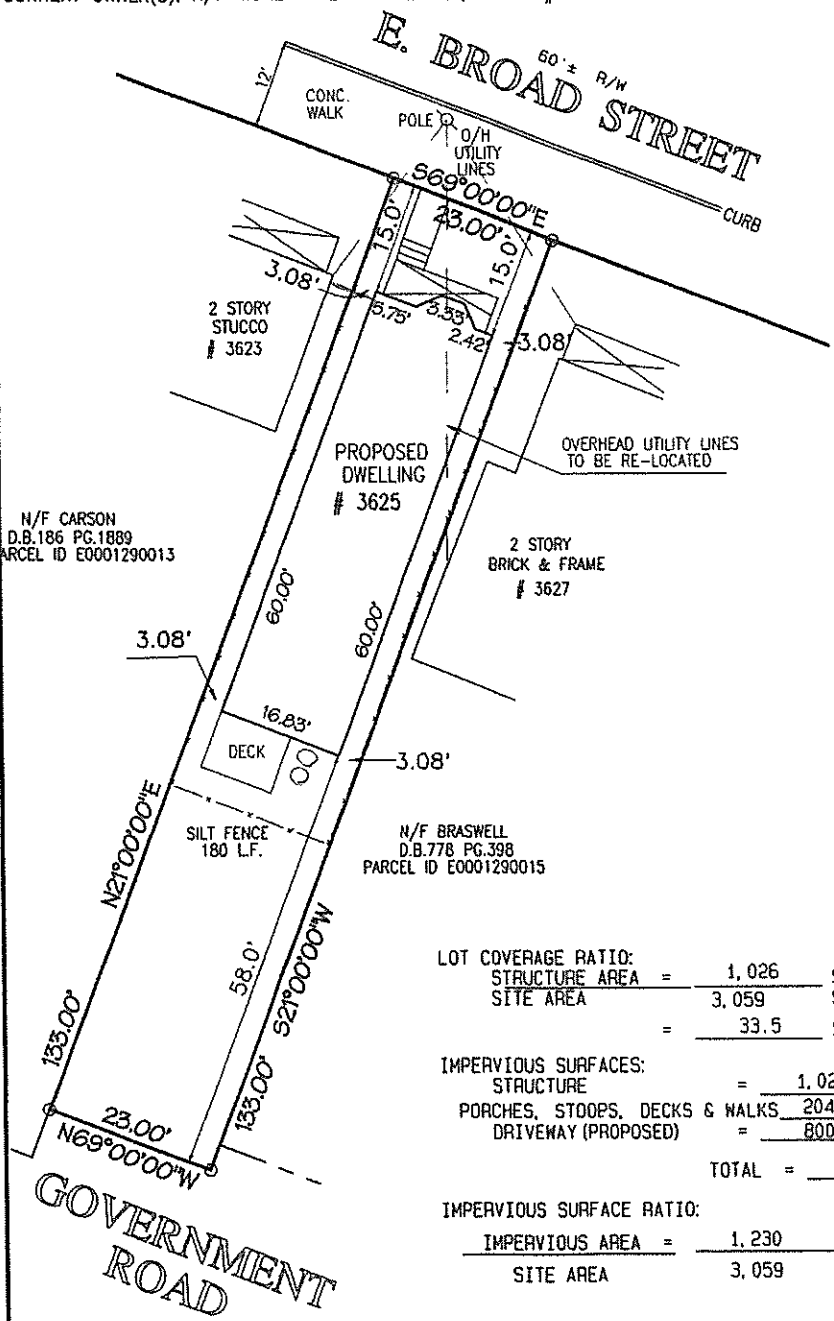 E. BROAD STREET
60'± R/W
12'
CONC.
WALK
POLE
O/H
UTILITY
LINES
CURB
S69°00'00"E
23.00'
15.0'
15.0'
3.08'
5.75'
3.33'
2.42'
3.08'
2 STORY
STUCCO
# 3623
PROPOSED
DWELLING
# 3625
OVERHEAD UTILITY LINES
TO BE RE-LOCATED
N/F CARSON
D.B.186 PG.1889
ARCEL ID E0001290013
2 STORY
BRICK & FRAME
# 3627
60.00'
60.00'
3.08'
16.83'
DECK
3.08'
SILT FENCE
180 L.F.
N/F BRASWELL
D.B.778 PG.398
PARCEL ID E0001290015
N21°00'00"E
133.00'
58.0'
S21°00'00"W
133.00'
23.00'
N69°00'00"W
GOVERNMENT
ROAD
LOT COVERAGE RATIO:
STRUCTURE AREA = 1,026
SITE AREA 3,059
= 33.5
IMPERVIOUS SURFACES:
STRUCTURE = 1,02
PORCHES, STOOPS, DECKS & WALKS 204
DRIVEWAY (PROPOSED) = 800
TOTAL =
IMPERVIOUS SURFACE RATIO:
IMPERVIOUS AREA = 1,230
SITE AREA 3,059